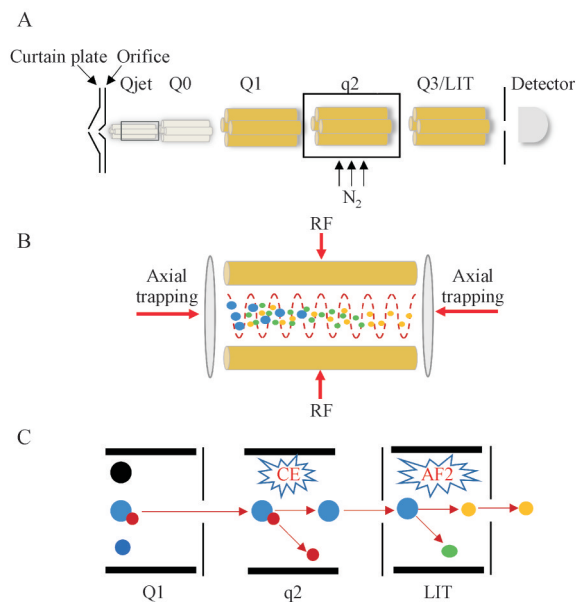 A
Curtain plate Orifice
Qjet Q0 Q1 q2 Q3/LIT Detector
N2
B
RF
Axial trapping
Axial trapping
RF
C
CE
AF2
Q1 q2 LIT